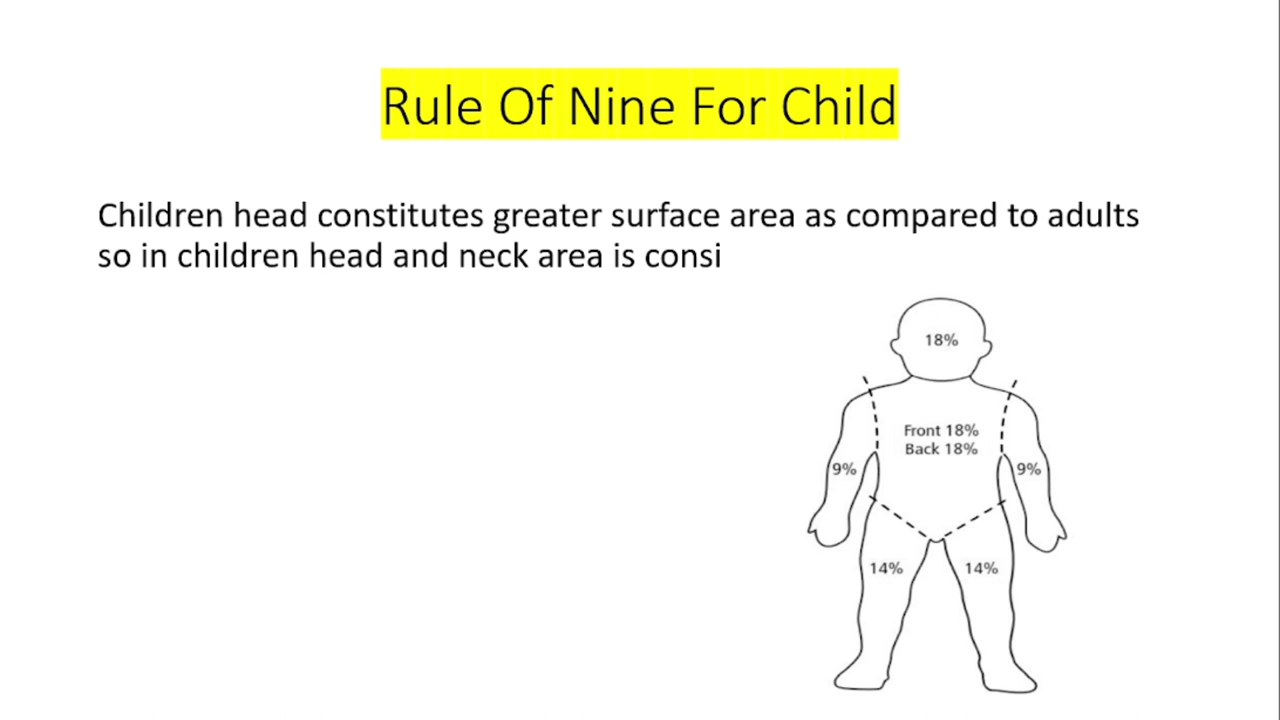 Rule Of Nine For Child
Children head constitutes greater surface area as compared to adults
so in children head and neck area is consi
18%
Front 18%
Back 18%
9%
9%
14%
14%